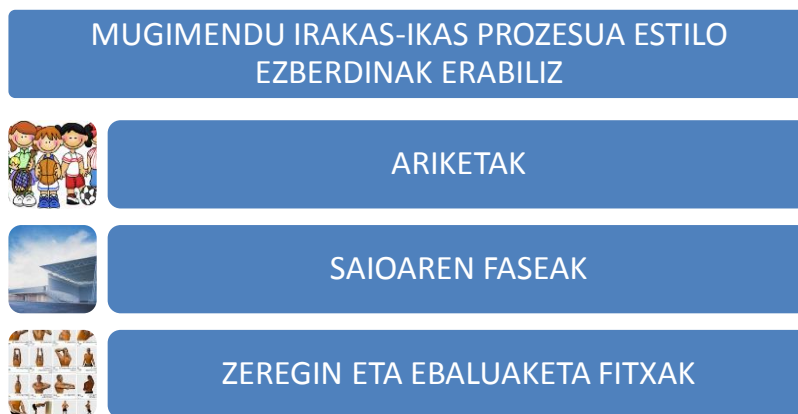 MUGIMENDU IRAKAS-IKAS PROZESUA ESTILO
EZBERDINAK ERABILIZ
ARIKETAK
SAIOAREN FASEAK
ZEREGIN ETA EBALUAKETA FITXAK